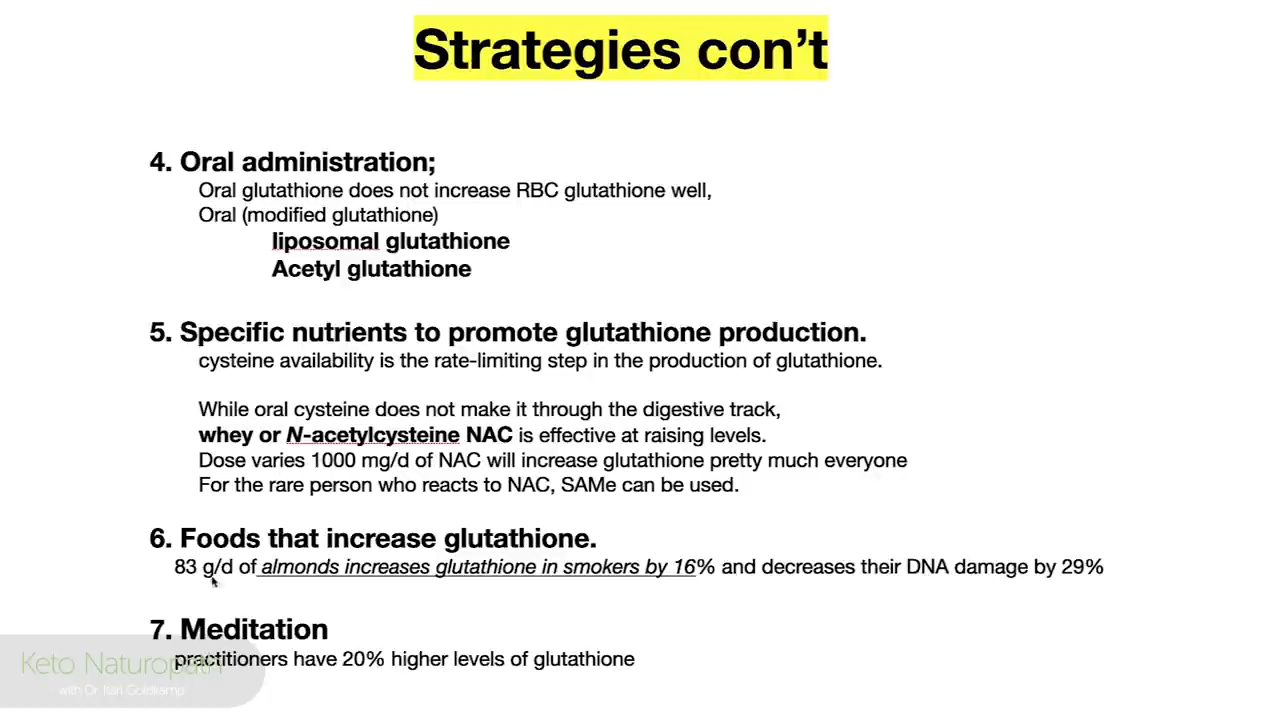 Strategies con’t
4. Oral administration;
Oral glutathione does not increase RBC glutathione well,
Oral (modified glutathione)
liposomal glutathione
Acetyl glutathione
5. Specific nutrients to promote glutathione production.
cysteine availability is the rate-limiting step in the production of glutathione.
While oral cysteine does not make it through the digestive track,
whey or N-acetylcysteine NAC is effective at raising levels.
Dose varies 1000 mg/d of NAC will increase glutathione pretty much everyone
For the rare person who reacts to NAC, SAMe can be used.
6. Foods that increase glutathione.
83 g/d of almonds increases glutathione in smokers by 16% and decreases their DNA damage by 29%
7. Meditation
practitioners have 20% higher levels of glutathione
Keto Naturopath
with Dr. Karl Goldkamp